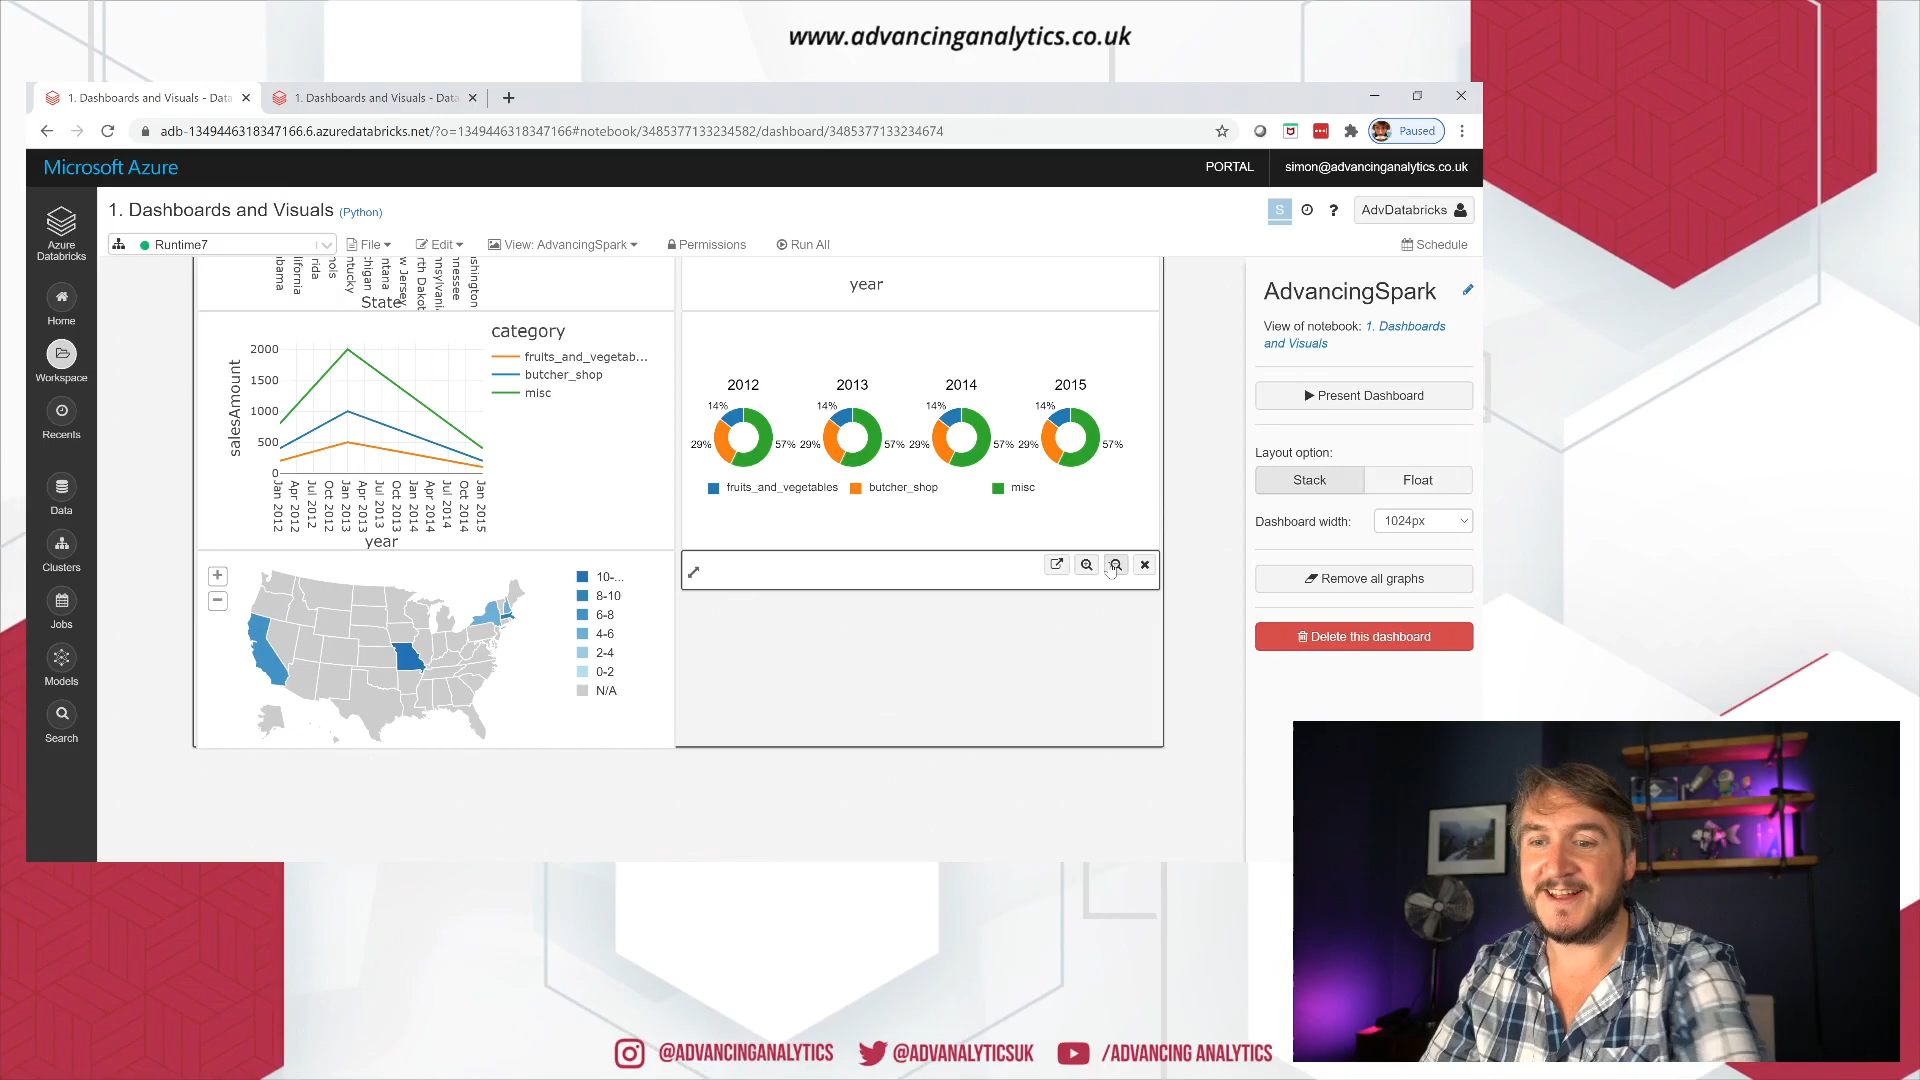 www.advancinganalytics.co.uk
1. Dashboards and Visuals - Data
1. Dashboards and Visuals - Data
adb-1349446318347166.6.azuredatabricks.net/?o=1349446318347166#notebook/3485377133234582/dashboard/3485377133234674
Paused
Microsoft Azure
PORTAL
simon@advancinganalytics.co.uk
Azure
Databricks
Home
Workspace
Recents
Data
Clusters
Jobs
Models
Search
1. Dashboards and Visuals (Python)
S
?
AdvDatabricks
Runtime7
File
Edit
View: AdvancingSpark
Permissions
Run All
Schedule
State
year
category
fruits_and_vegetab...
butcher_shop
misc
salesAmount
2000
1500
1000
500
0
Jan 2012
Apr 2012
Jul 2012
Oct 2012
Jan 2013
Apr 2013
Jul 2013
Oct 2013
Jan 2014
Apr 2014
Jul 2014
Oct 2014
Jan 2015
year
2012
2013
2014
2015
14%
29%
57%
14%
29%
57%
14%
29%
57%
14%
29%
57%
fruits_and_vegetables
butcher_shop
misc
10-...
8-10
6-8
4-6
2-4
0-2
N/A
AdvancingSpark
View of notebook: 1. Dashboards
and Visuals
Present Dashboard
Layout option:
Stack
Float
Dashboard width:
1024px
Remove all graphs
Delete this dashboard
@ADVANCINGANALYTICS
@ADVANALYTICSUK
/ADVANCING ANALYTICS